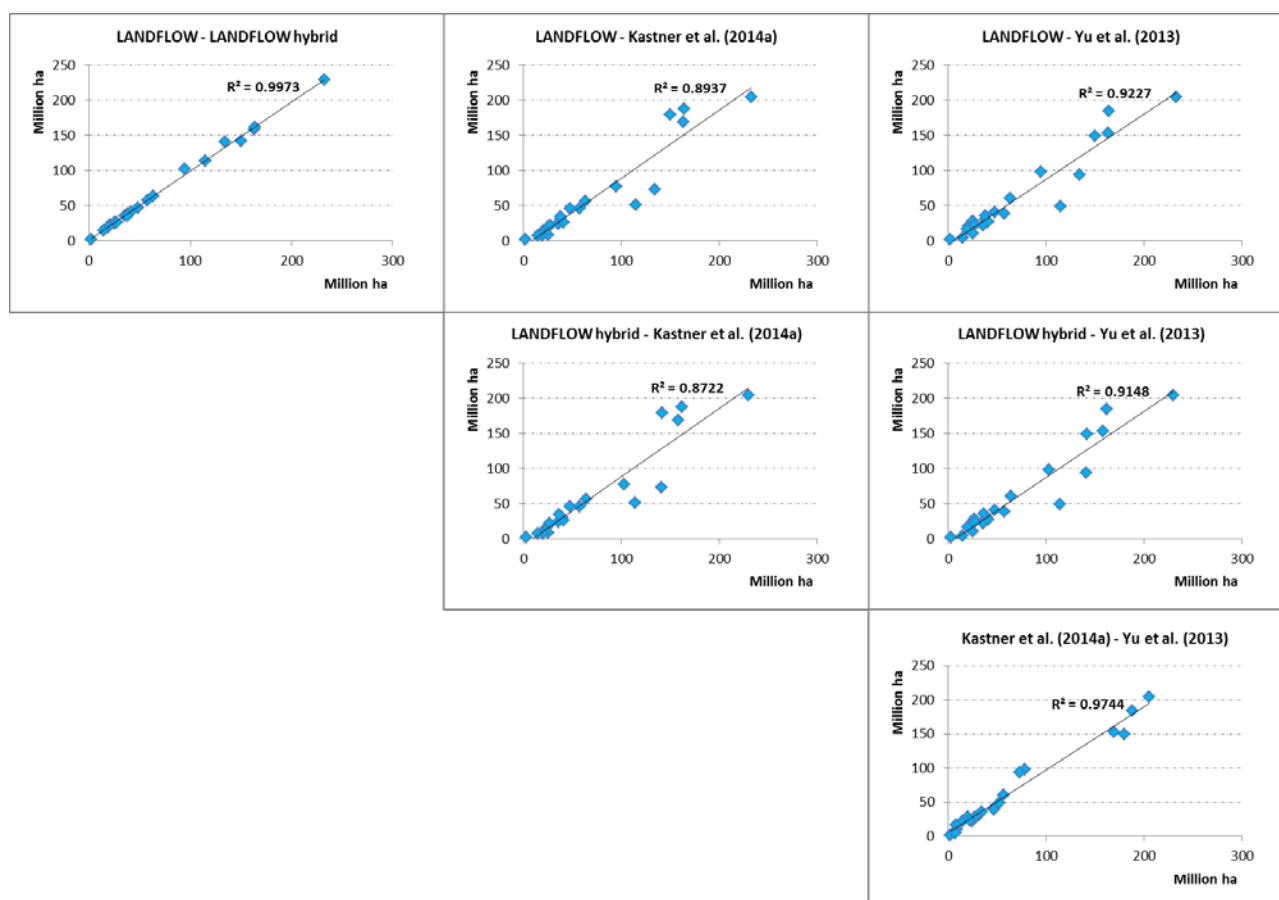 LANDFLOW - LANDFLOW hybrid
Million ha
250
200
150
100
50
0
R² = 0.9973
0 100 200 300
Million ha
LANDFLOW - Kastner et al. (2014a)
Million ha
250
200
150
100
50
0
R² = 0.8937
0 100 200 300
Million ha
LANDFLOW - Yu et al. (2013)
Million ha
250
200
150
100
50
0
R² = 0.9227
0 100 200 300
Million ha
LANDFLOW hybrid - Kastner et al. (2014a)
Million ha
250
200
150
100
50
0
R² = 0.8722
0 100 200 300
Million ha
LANDFLOW hybrid - Yu et al. (2013)
Million ha
250
200
150
100
50
0
R² = 0.9148
0 100 200 300
Million ha
Kastner et al. (2014a) - Yu et al. (2013)
Million ha
250
200
150
100
50
0
R² = 0.9744
0 100 200 300
Million ha